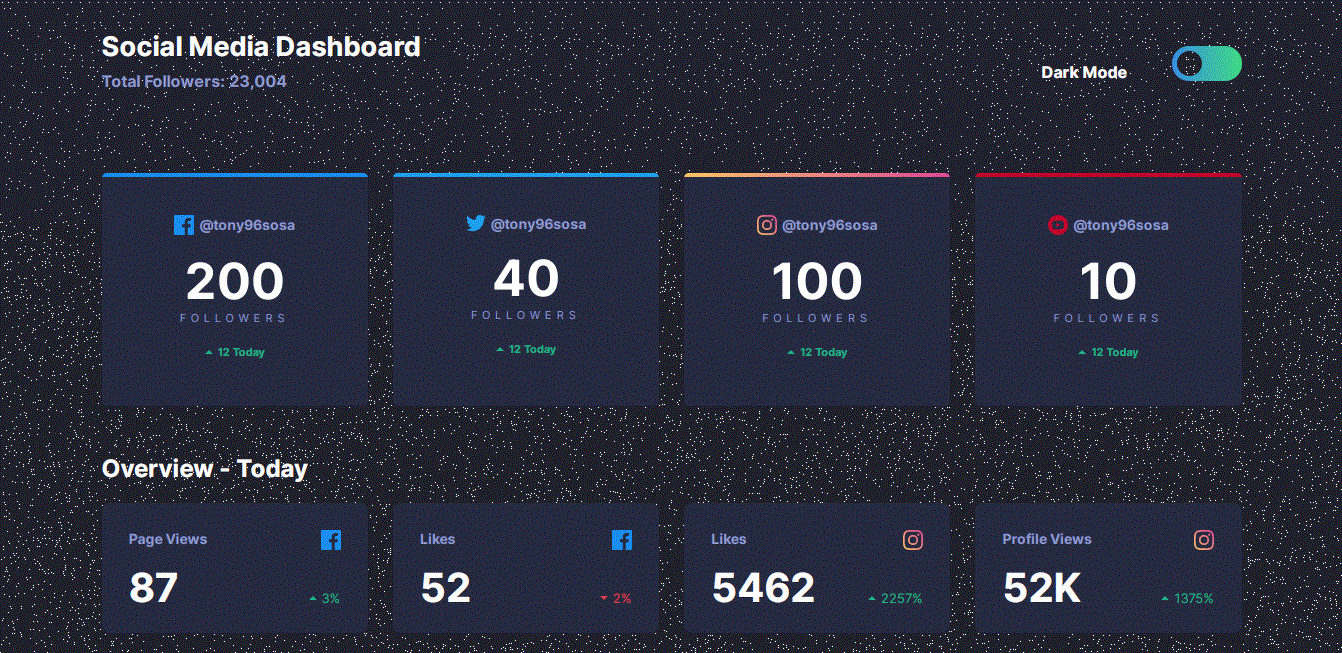 Social Media Dashboard
Total Followers: 23,004
Dark Mode
@tony96sosa
200
FOLLOWERS
12 Today
@tony96sosa
40
FOLLOWERS
12 Today
@tony96sosa
100
FOLLOWERS
12 Today
@tony96sosa
10
FOLLOWERS
12 Today
Overview - Today
Page Views
87
3%
Likes
52
2%
Likes
5462
2257%
Profile Views
52K
1375%